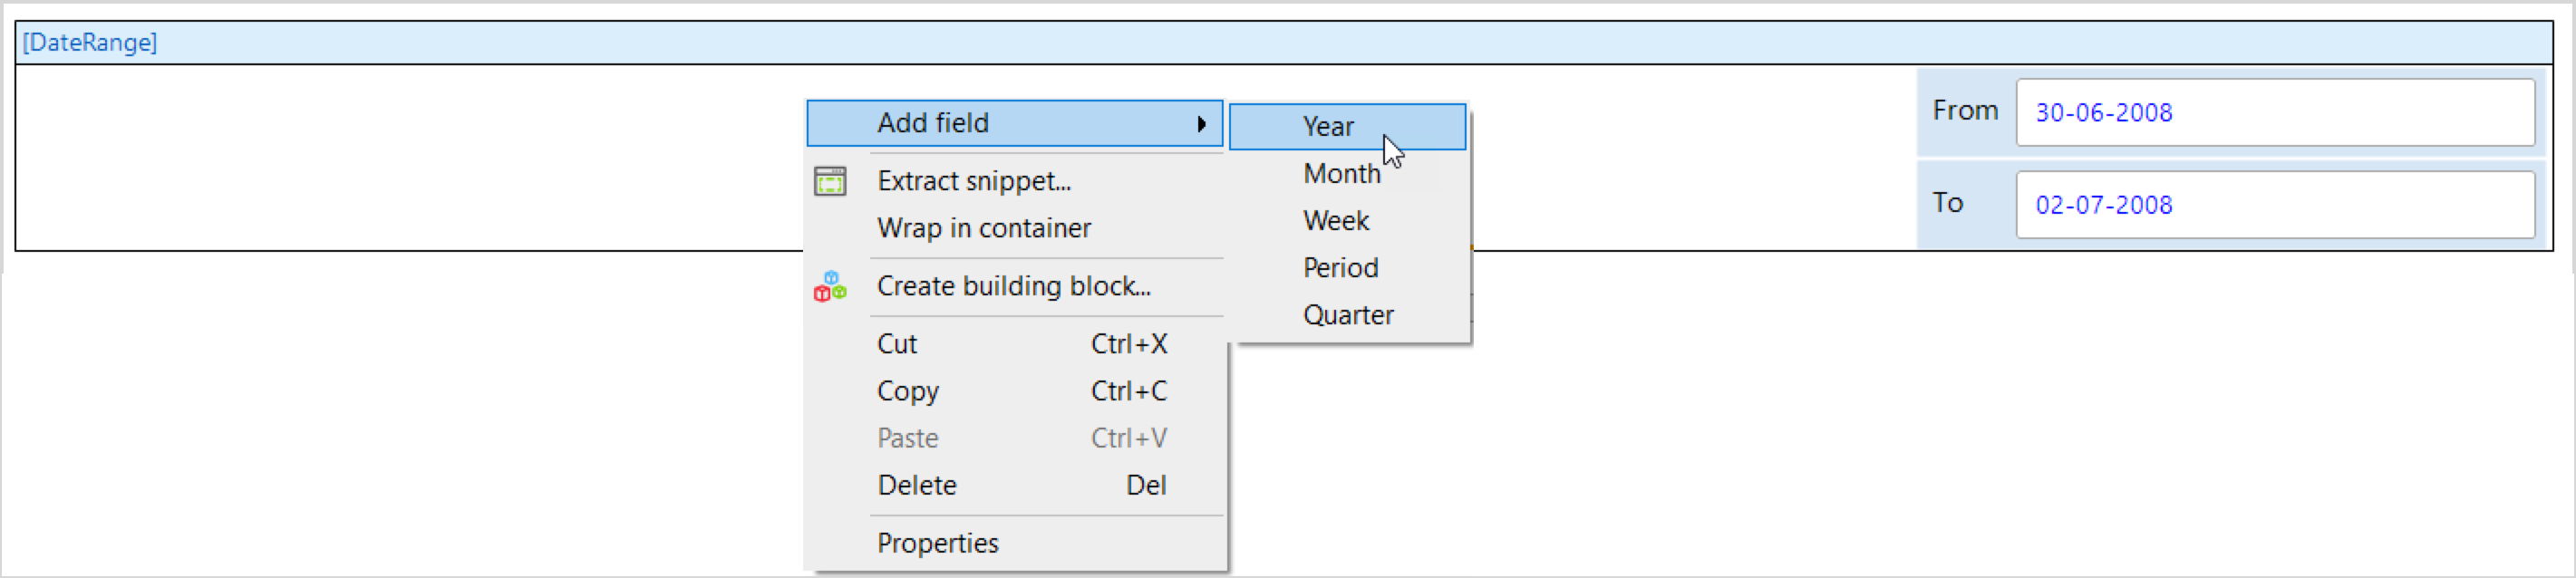 [DateRange]
From 30-06-2008
To 02-07-2008
Add field
Extract snippet...
Wrap in container
Create building block...
Cut Ctrl+X
Copy Ctrl+C
Paste Ctrl+V
Delete Del
Properties
Year
Month
Week
Period
Quarter